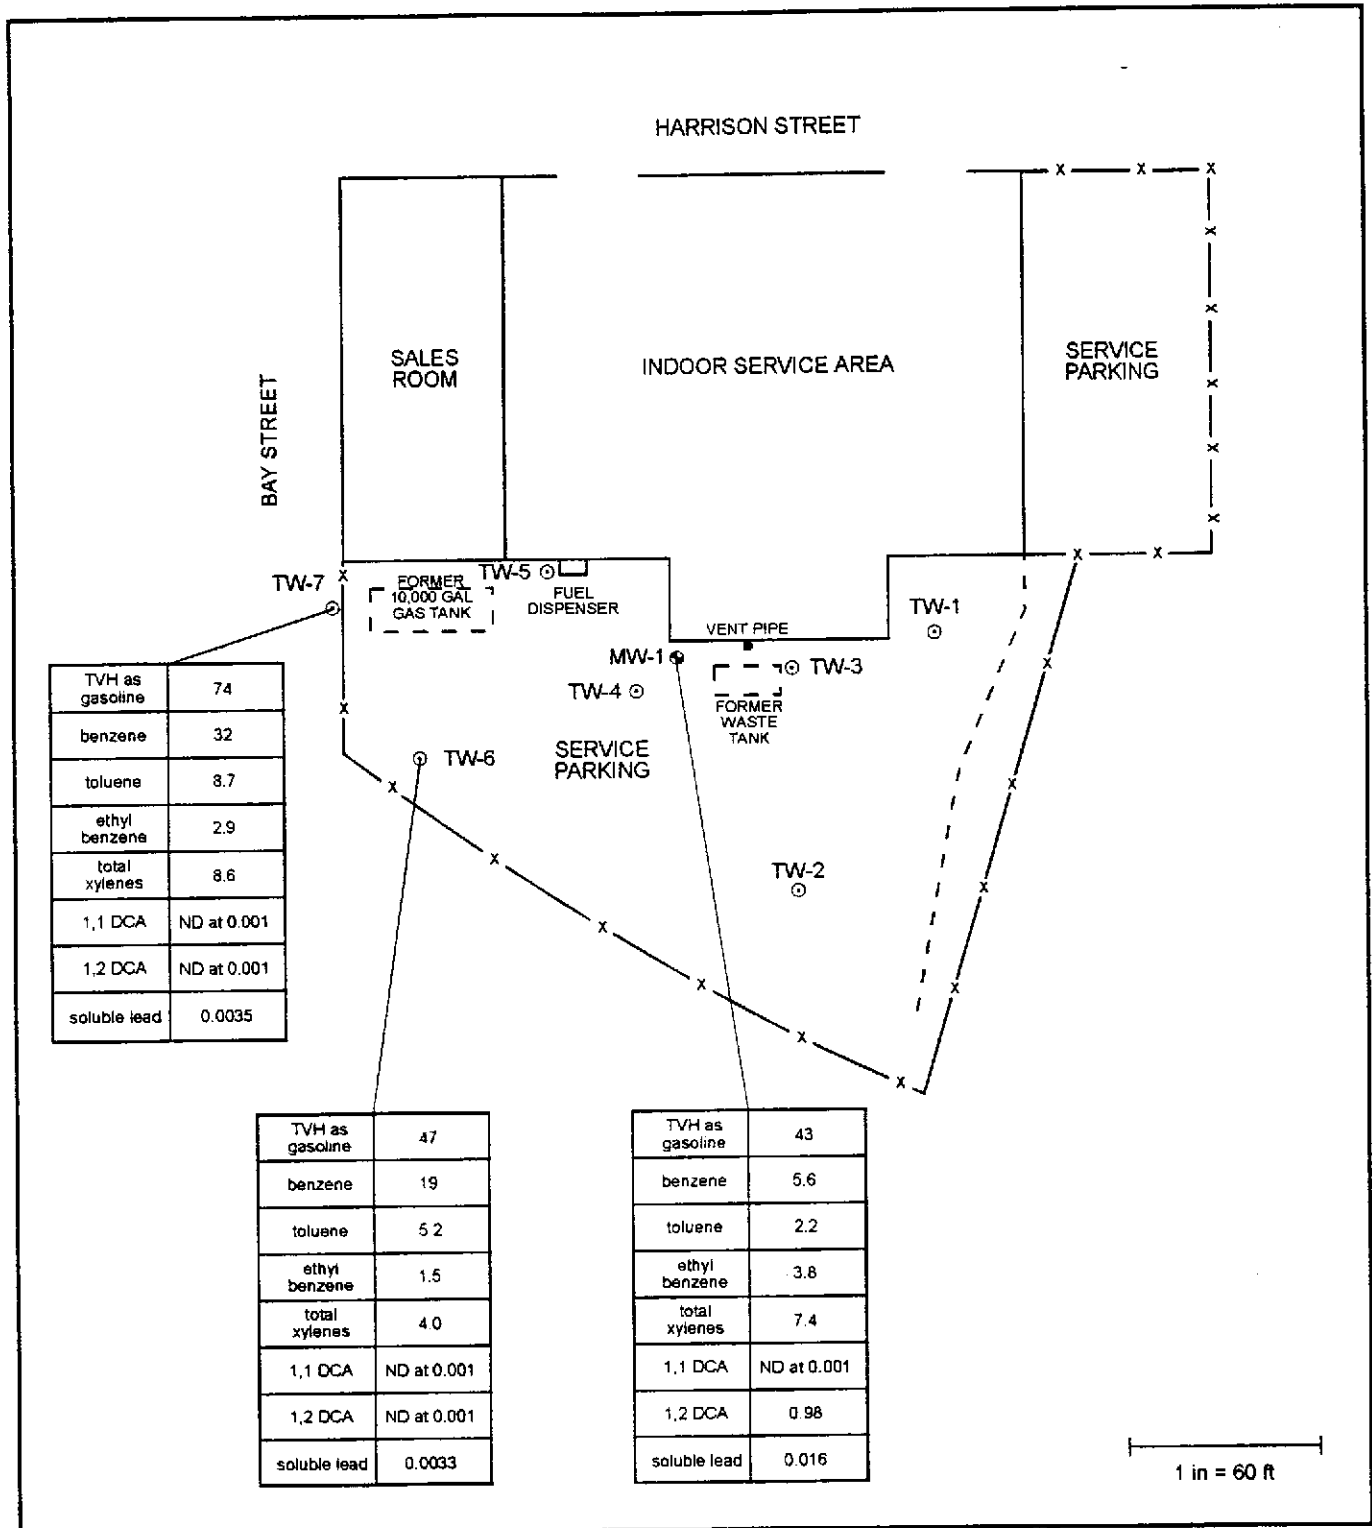 HARRISON STREET
SALES
ROOM
INDOOR SERVICE AREA
SERVICE
PARKING
BAY STREET
TW-7
FORMER
10,000 GAL
GAS TANK
TW-5
FUEL
DISPENSER
TW-1
VENT PIPE
MW-1
TW-3
TW-4
FORMER
WASTE
TANK
TW-6
SERVICE
PARKING
TW-2
TVH as
gasoline
74
benzene
32
toluene
8.7
ethyl
benzene
2.9
total
xylenes
8.6
1,1 DCA
ND at 0.001
1,2 DCA
ND at 0.001
soluble lead
0.0035
TVH as
gasoline
47
benzene
19
toluene
5.2
ethyl
benzene
1.5
total
xylenes
4.0
1,1 DCA
ND at 0.001
1,2 DCA
ND at 0.001
soluble lead
0.0033
TVH as
gasoline
43
benzene
5.6
toluene
2.2
ethyl
benzene
3.8
total
xylenes
7.4
1,1 DCA
ND at 0.001
1,2 DCA
0.98
soluble lead
0.016
1 in = 60 ft